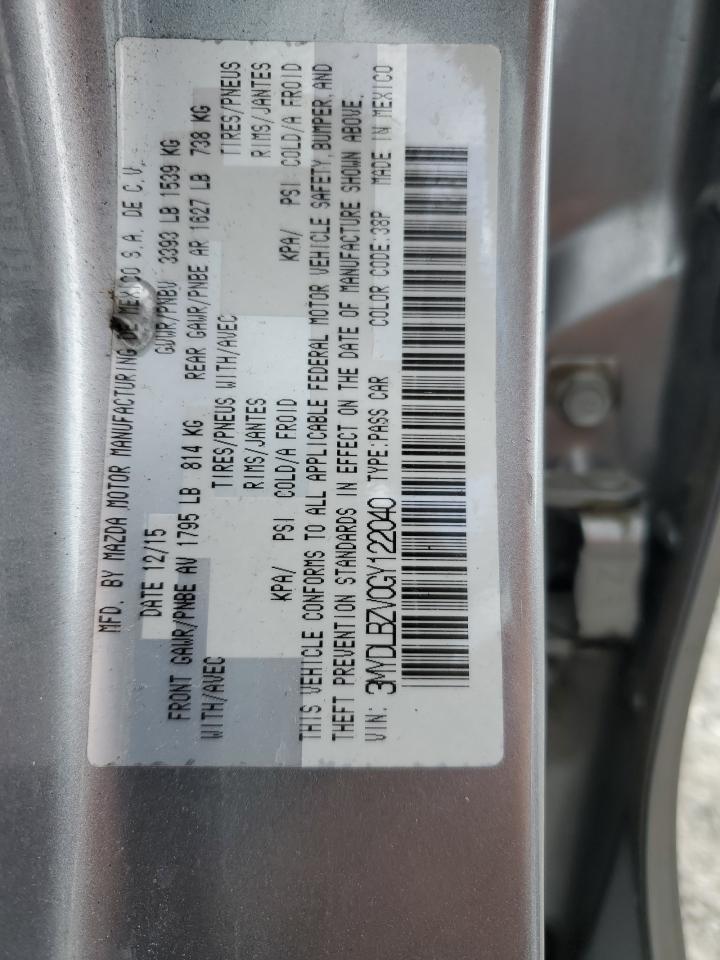 MFD. BY MAZDA MOTOR MANUFACTURING DE MEXICO S.A. DE C.V.
DATE 12/15 GVWR/PNBV 3393 LB 1539 KG
FRONT GAWR/PNBE AV 1795 LB 814 KG REAR GAWR/PNBE AR 1627 LB 738 KG
WITH/AVEC TIRES/PNEUS WITH/AVEC TIRES/PNEUS
RIMS/JANTES RIMS/JANTES
KPA/ PSI COLD/A FROID KPA/ PSI COLD/A FROID
THIS VEHICLE CONFORMS TO ALL APPLICABLE FEDERAL MOTOR VEHICLE SAFETY, BUMPER, AND
THEFT PREVENTION STANDARDS IN EFFECT ON THE DATE OF MANUFACTURE SHOWN ABOVE.
VIN: 3MYDLBZV0GY122040 TYPE:PASS CAR COLOR CODE:38P MADE IN MEXICO